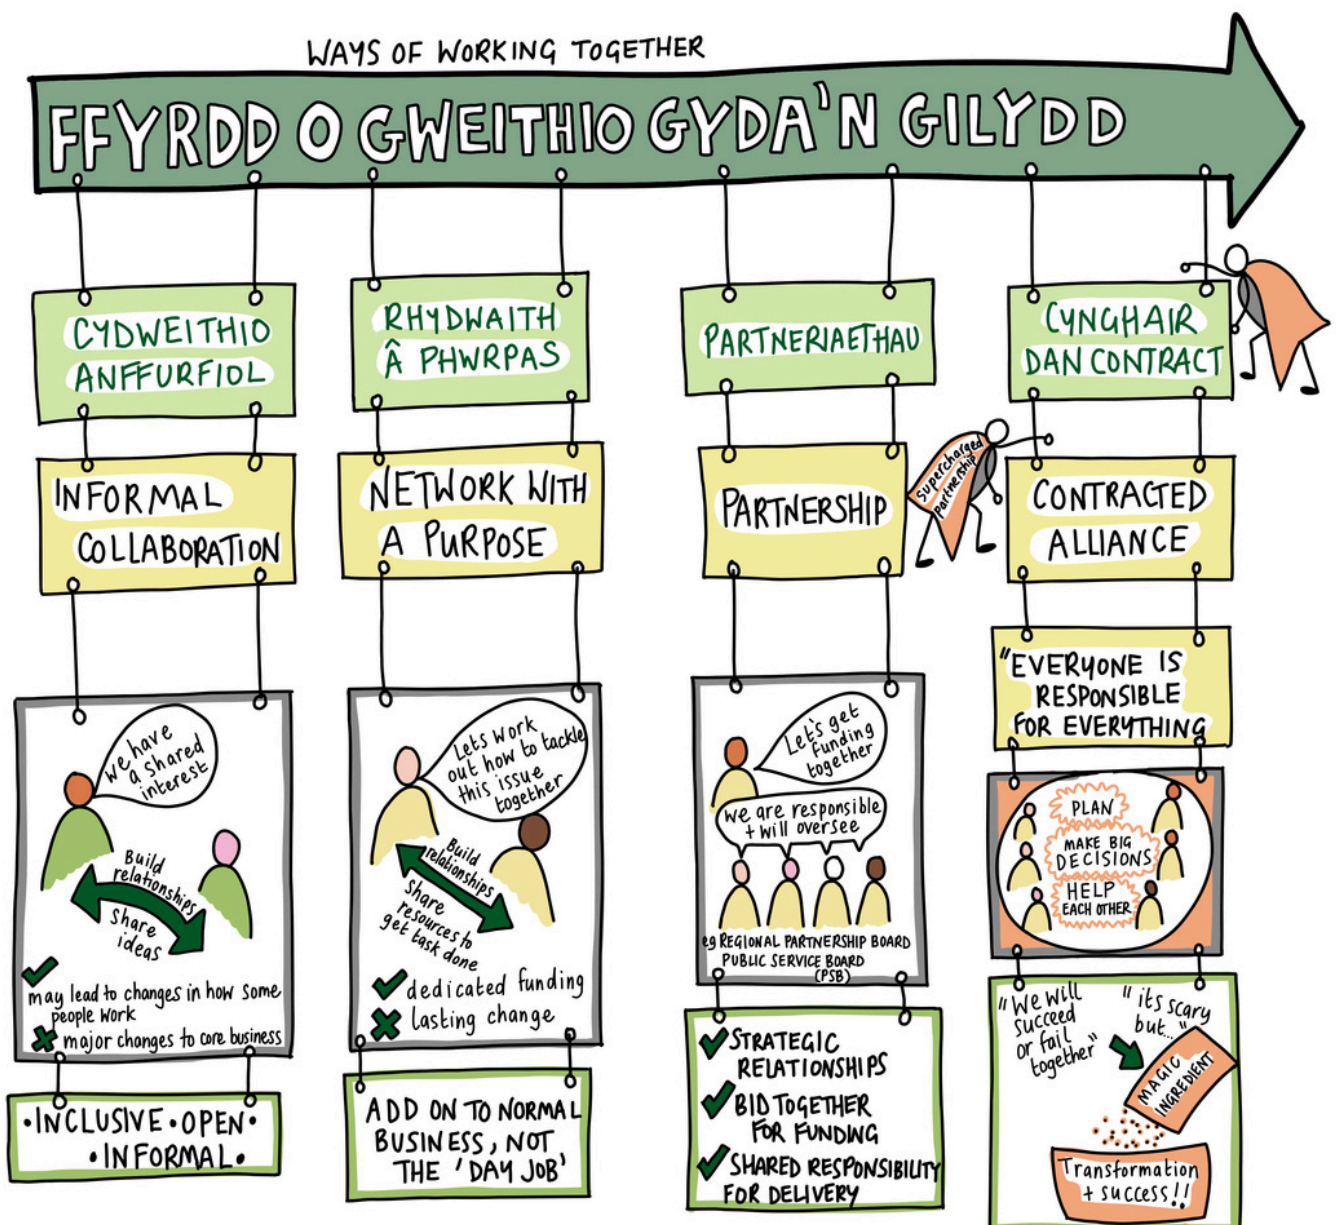 WAYS OF WORKING TOGETHER
FFYRDD O GWEITHIO GYDA'N GILYDD
CYDWEITHIO
ANFFURFIOL
INFORMAL
COLLABORATION
we have
a shared
interest
Build
relationships
Share
ideas
may lead to changes in how some
people work
major changes to core business
•INCLUSIVE•OPEN•
•INFORMAL•
RHYDWAITH
Â PHWRPAS
NETWORK WITH
A PURPOSE
Lets work
out how to tackle
this issue
together
Build
relationships
Share
resources to
get task done
dedicated funding
lasting change
ADD ON TO NORMAL
BUSINESS, NOT
THE 'DAY JOB'
PARTNERIAETHAU
PARTNERSHIP
Let's get
funding
together
we are responsible
+ will oversee
eg REGIONAL PARTNERSHIP BOARD
PUBLIC SERVICE BOARD
(PSB)
STRATEGIC
RELATIONSHIPS
BID TOGETHER
FOR FUNDING
SHARED RESPONSIBILITY
FOR DELIVERY
supercharged
partnership
CYNGHAIR
DAN CONTRACT
CONTRACTED
ALLIANCE
"EVERYONE IS
RESPONSIBLE
FOR EVERYTHING
PLAN
MAKE BIG
DECISIONS
HELP
EACH OTHER
"We will
succeed
or fail
together"
"its scary
but..."
MAGIC
INGREDIENT
Transformation
+ success!!